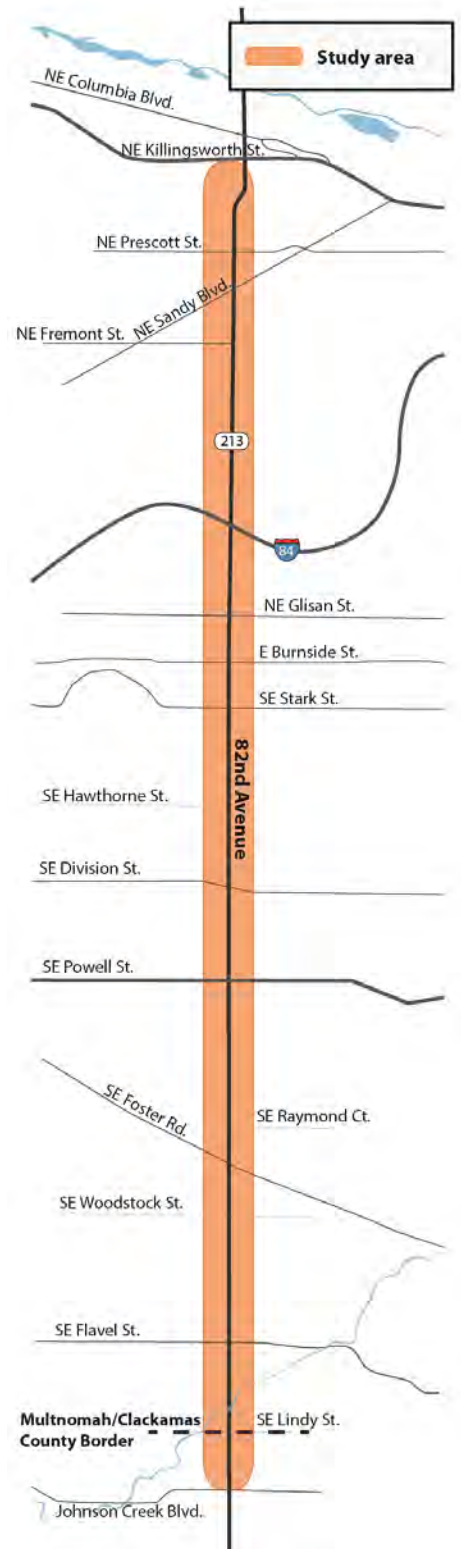 Study area
NE Columbia Blvd.
NE Killingsworth St.
NE Prescott St.
NE Sandy Blvd.
NE Fremont St.
213
84
NE Glisan St.
E Burnside St.
SE Stark St.
82nd Avenue
SE Hawthorne St.
SE Division St.
SE Powell St.
SE Foster Rd.
SE Raymond Ct.
SE Woodstock St.
SE Flavel St.
Multnomah/Clackamas
County Border
SE Lindy St.
Johnson Creek Blvd.